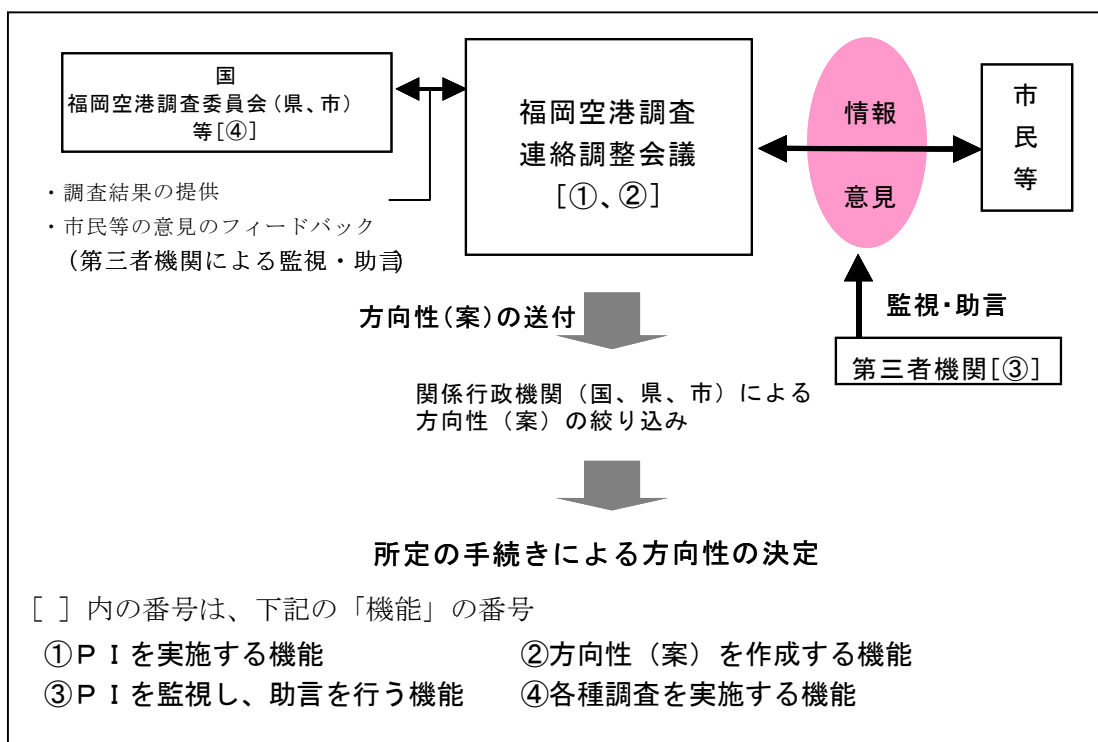 国
福岡空港調査委員会（県、市）
等［④］
・調査結果の提供
・市民等の意見のフィードバック
（第三者機関による監視・助言）
福岡空港調査
連絡調整会議
［①、②］
情報
意見
市
民
等
監視・助言
第三者機関［③］
方向性（案）の送付
関係行政機関（国、県、市）による
方向性（案）の絞り込み
所定の手続きによる方向性の決定
［ ］内の番号は、下記の「機能」の番号
①ＰＩを実施する機能
②方向性（案）を作成する機能
③ＰＩを監視し、助言を行う機能
④各種調査を実施する機能